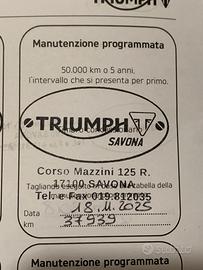 TRIUMPH
Manutenzione programmata
50.000 km o 5 anni,
l'intervallo che si presenta per primo.
TRIUMPH
SAVONA
Corso Mazzini 125 R.
17100 SAVONA
Tel. e Fax 019.812035
Data 18.11.2025
km 37939
Manutenzione programmata